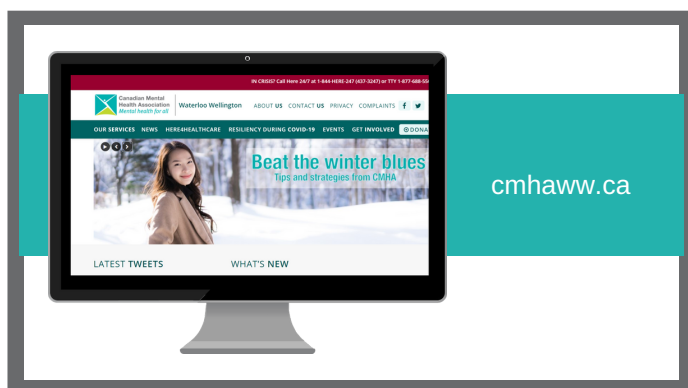 IN CRISIS? Call Here 24/7 at 1-844-HERE-247 (437-3247) or TTY 1-877-688-55
Canadian Mental
Health Association
Mental health for all
Waterloo Wellington
ABOUT US CONTACT US PRIVACY COMPLAINTS
OUR SERVICES NEWS HERE4HEALTHCARE RESILIENCY DURING COVID-19 EVENTS GET INVOLVED DONA
Beat the winter blues
Tips and strategies from CMHA
cmhaww.ca
LATEST TWEETS WHAT'S NEW